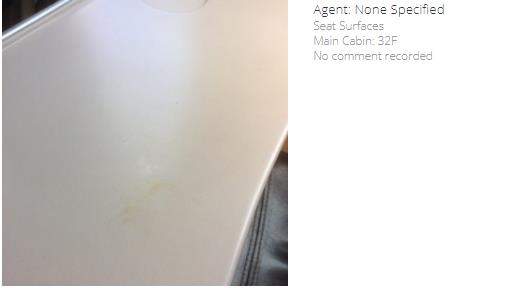 Agent: None Specified
Seat Surfaces
Main Cabin: 32F
No comment recorded